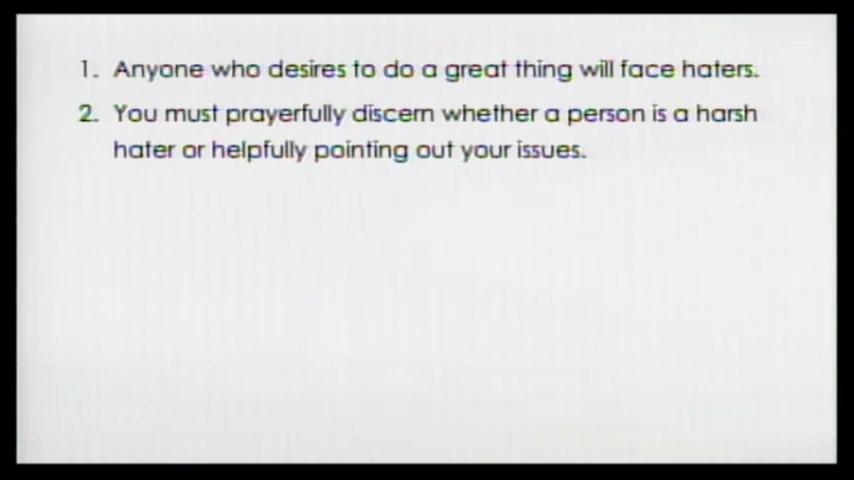 1. Anyone who desires to do a great thing will face haters.
2. You must prayerfully discern whether a person is a harsh
hater or helpfully pointing out your issues.